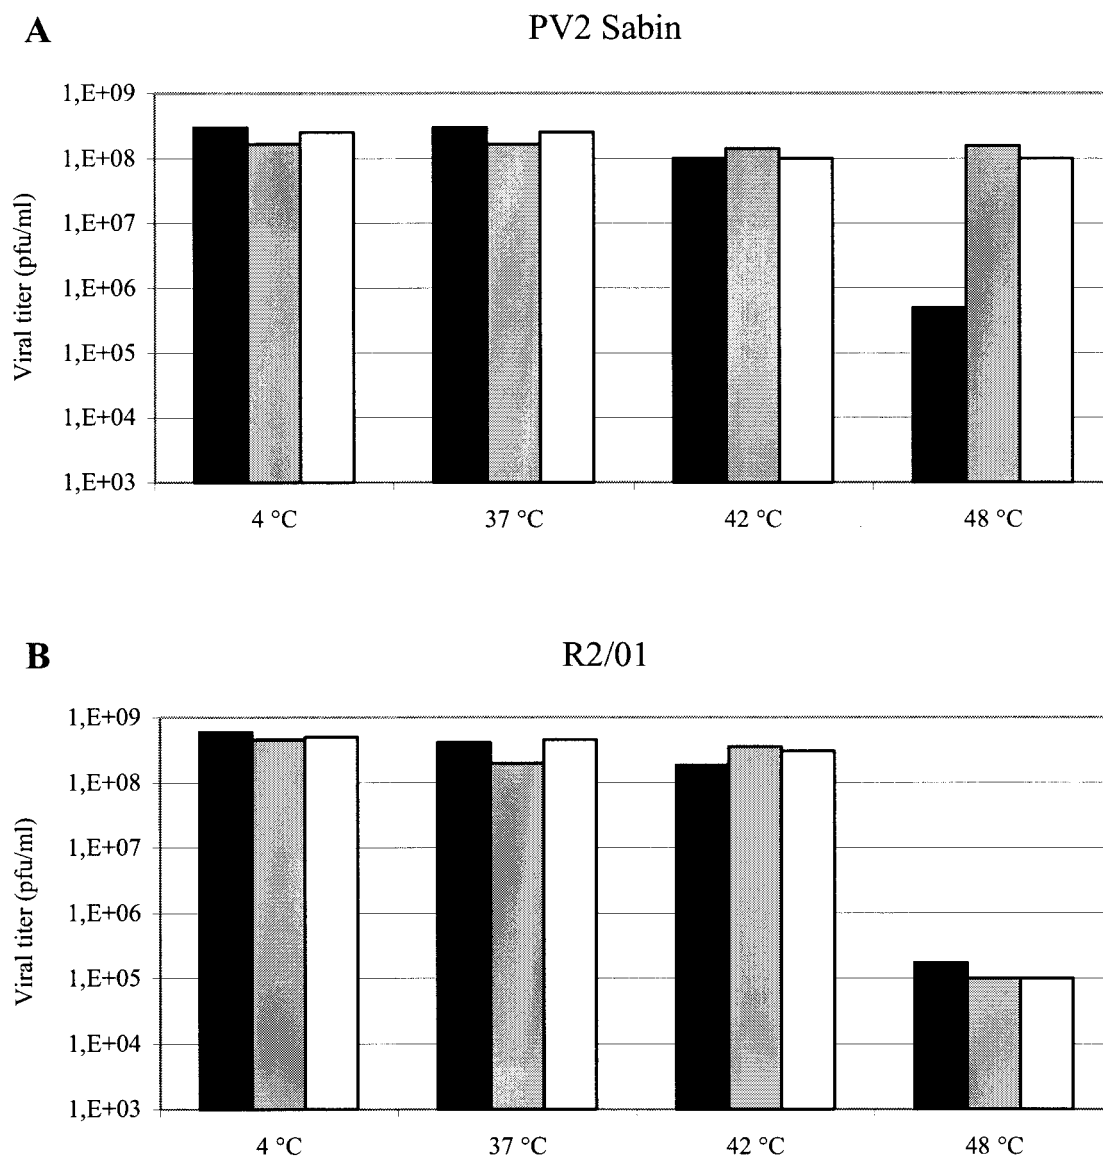 A
PV2 Sabin
1,E+09
1,E+08
1,E+07
1,E+06
1,E+05
1,E+04
1,E+03
Viral titer (pfu/ml)
4 °C
37 °C
42 °C
48 °C
B
R2/01
1,E+09
1,E+08
1,E+07
1,E+06
1,E+05
1,E+04
1,E+03
Viral titer (pfu/ml)
4 °C
37 °C
42 °C
48 °C